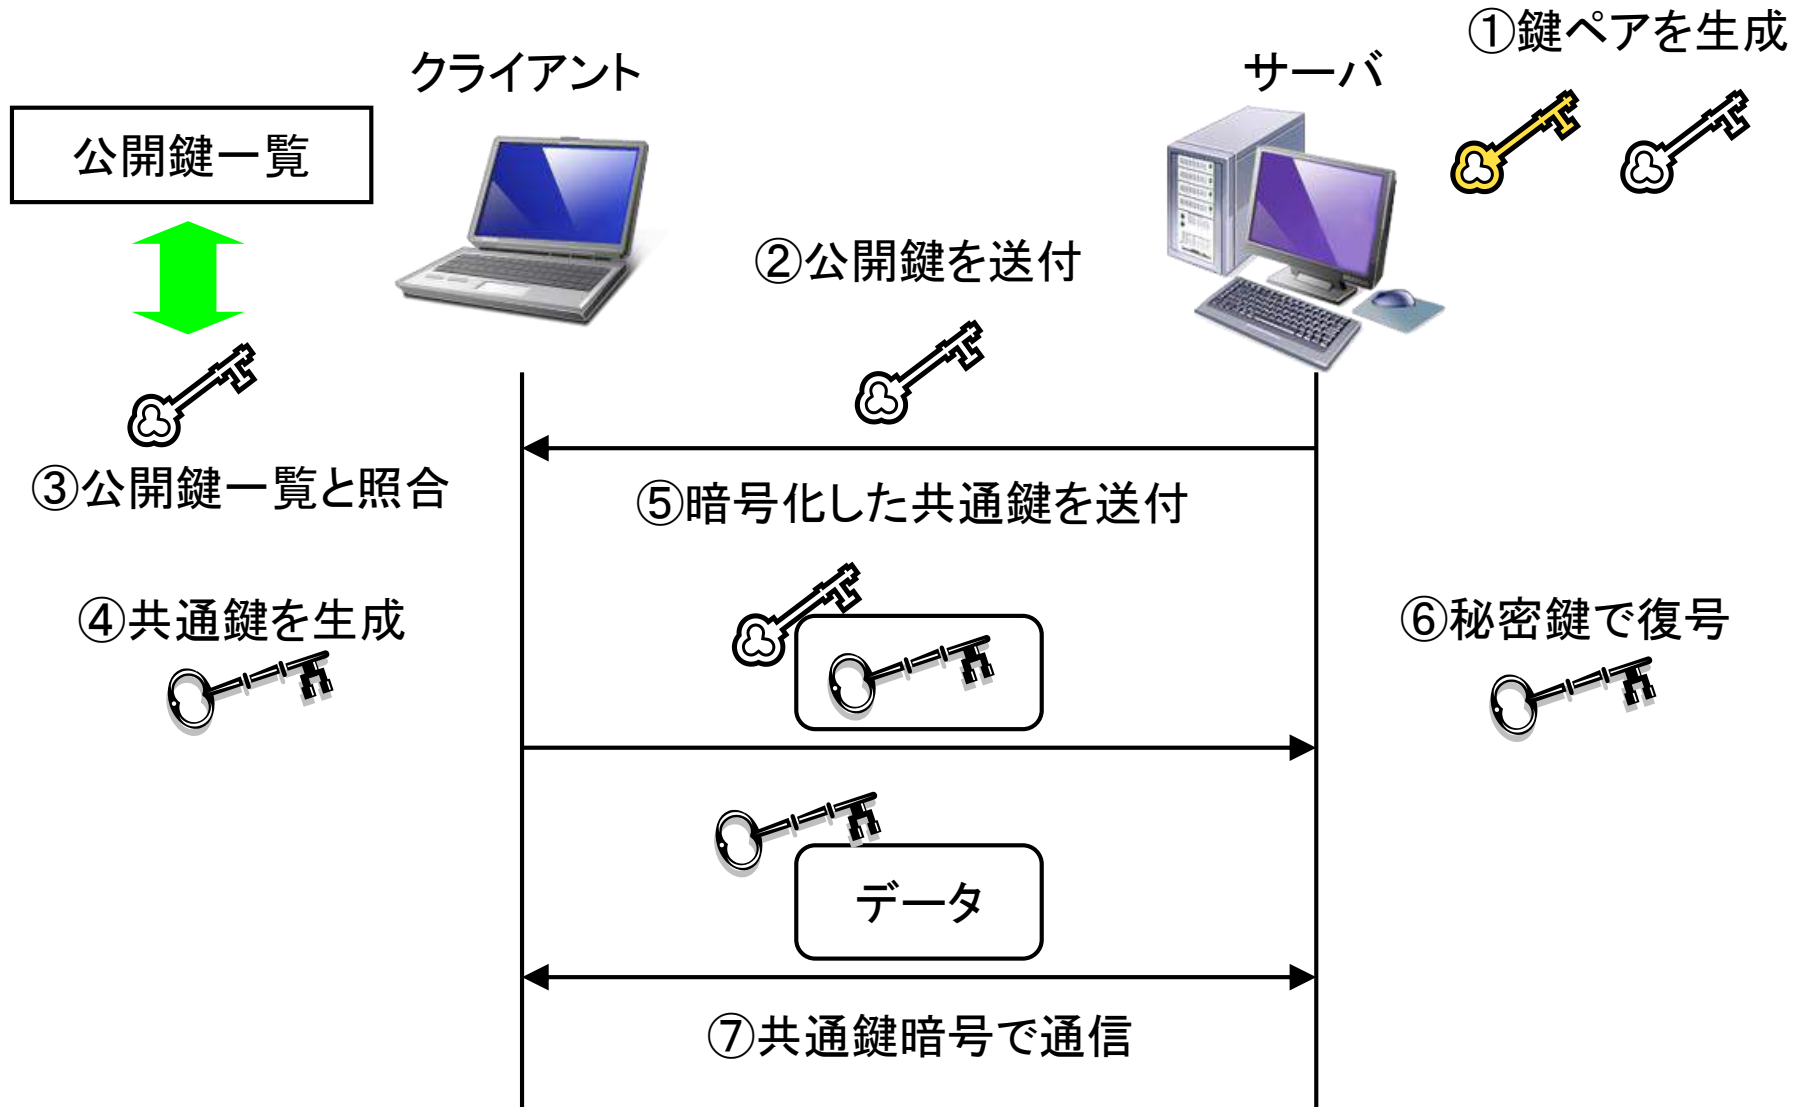 ①鍵ペアを生成
クライアント
サーバ
公開鍵一覧
②公開鍵を送付
③公開鍵一覧と照合
⑤暗号化した共通鍵を送付
④共通鍵を生成
⑥秘密鍵で復号
データ
⑦共通鍵暗号で通信